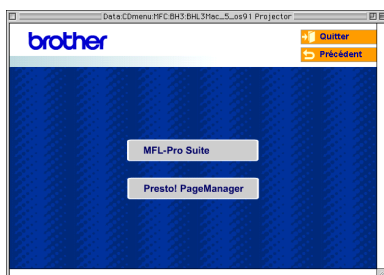 Data:CDmenu:MFC:BH3:BHL3Mac_5_os91 Projector
brother
Quitter
Précédent
MFL-Pro Suite
Presto! PageManager